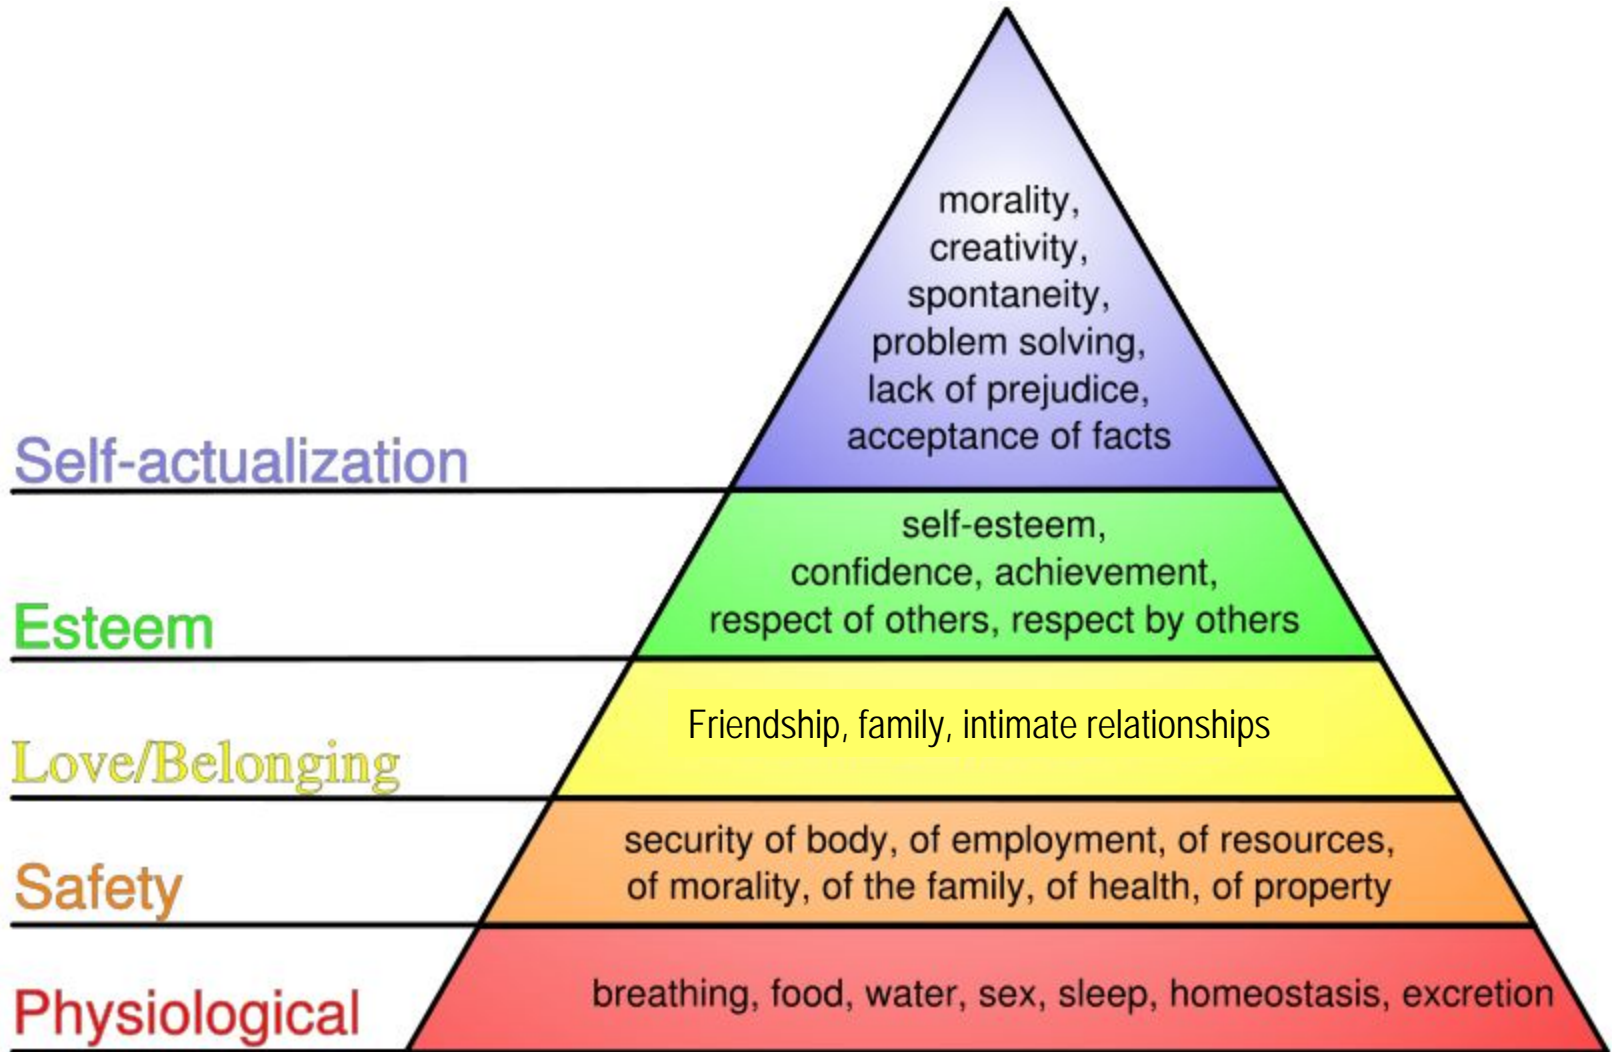 morality,
creativity,
spontaneity,
problem solving,
lack of prejudice,
acceptance of facts
Self-actualization
self-esteem,
confidence, achievement,
respect of others, respect by others
Esteem
Friendship, family, intimate relationships
Love/Belonging
security of body, of employment, of resources,
of morality, of the family, of health, of property
Safety
breathing, food, water, sex, sleep, homeostasis, excretion
Physiological